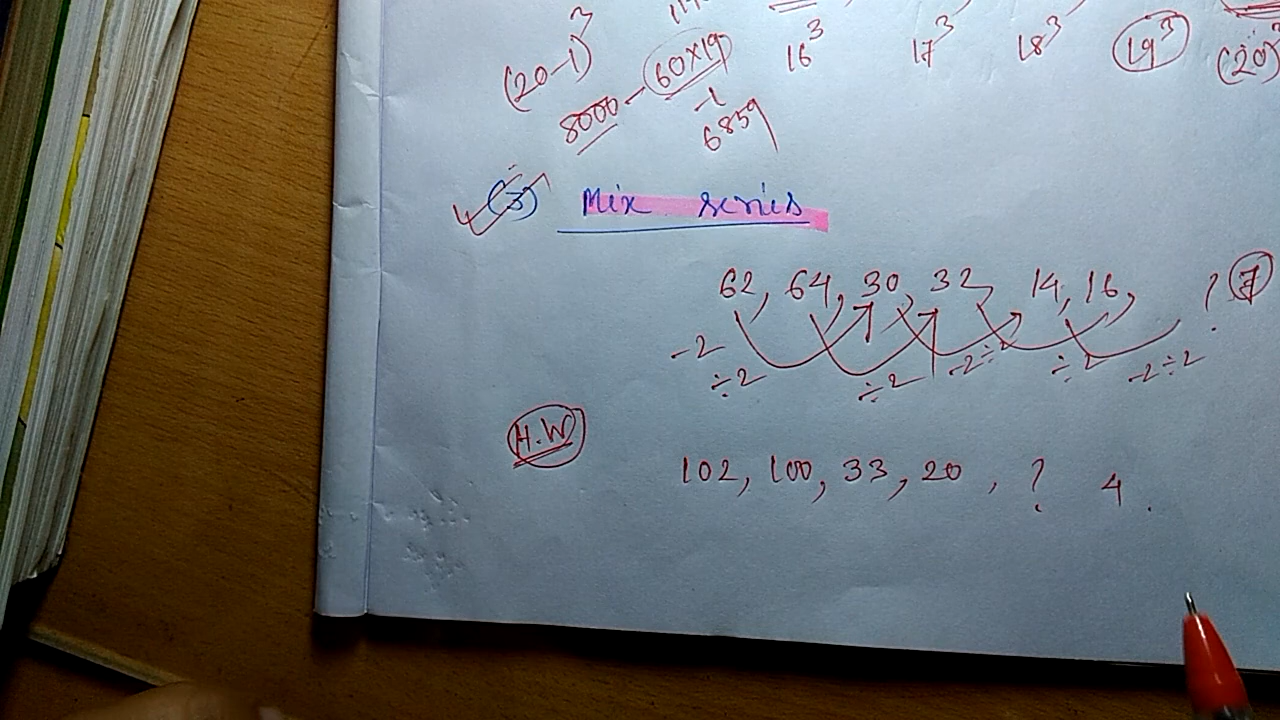 (20-1)³
8000 - 60×19
-1
6859
16³ 17³ 18³ 19³ (20)³
Mix series
62, 64, 30, 32, 14, 16, ? 7
-2
÷2 ÷2 -2÷2 ÷2 -2÷2
H.W
102, 100, 33, 20, ? 4.